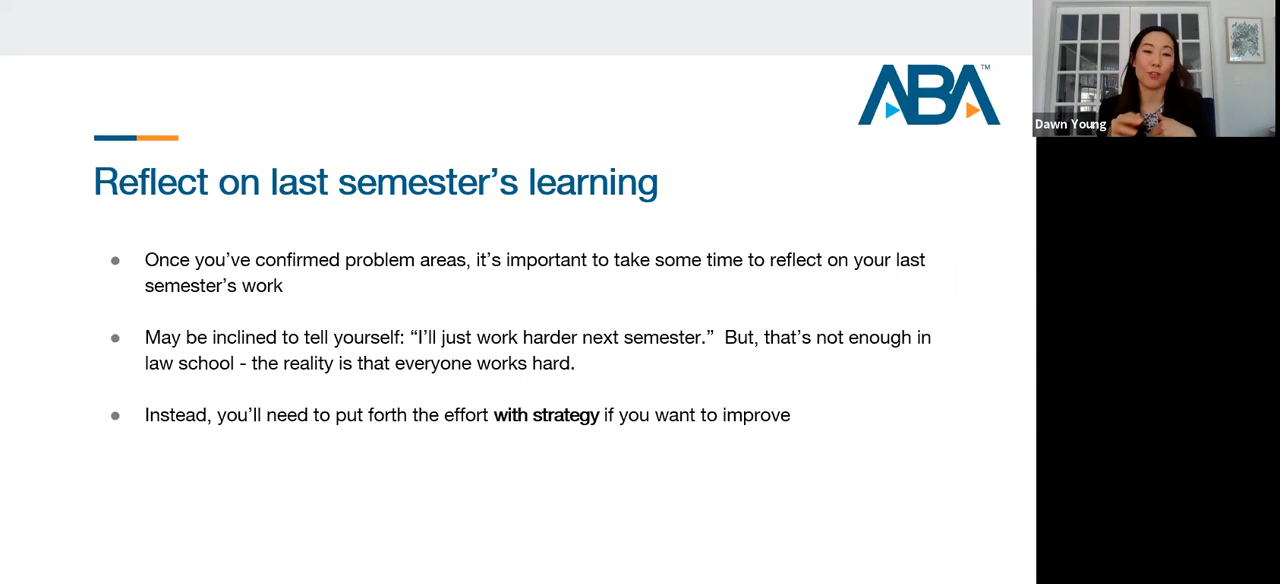 ABA™
Dawn Young
Reflect on last semester’s learning
● Once you’ve confirmed problem areas, it’s important to take some time to reflect on your last
semester’s work
● May be inclined to tell yourself: “I’ll just work harder next semester.”  But, that’s not enough in
law school - the reality is that everyone works hard.
● Instead, you’ll need to put forth the effort with strategy if you want to improve